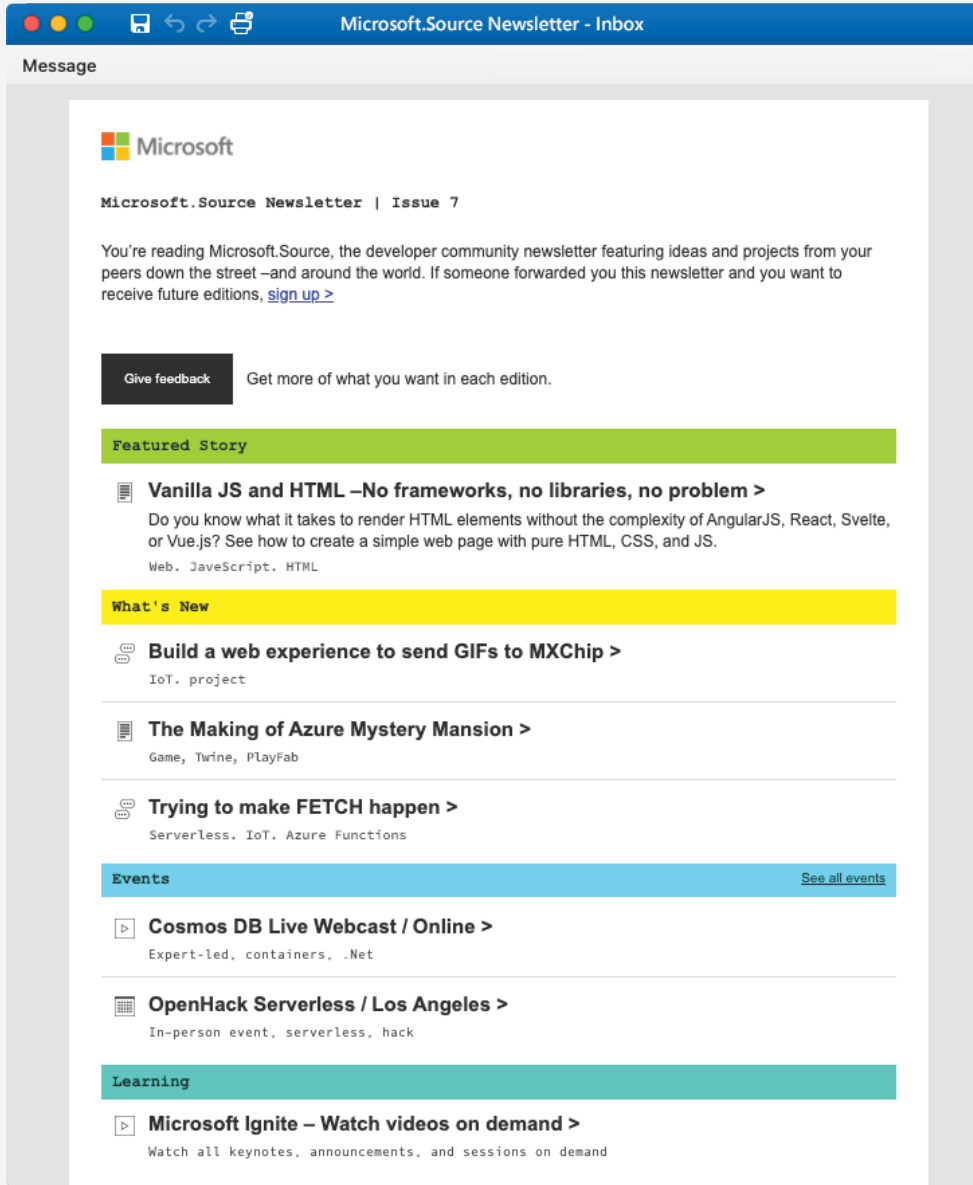 Microsoft.Source Newsletter - Inbox
Message
Microsoft
Microsoft.Source Newsletter | Issue 7
You're reading Microsoft.Source, the developer community newsletter featuring ideas and projects from your
peers down the street –and around the world. If someone forwarded you this newsletter and you want to
receive future editions, sign up >
Give feedback
Get more of what you want in each edition.
Featured Story
Vanilla JS and HTML –No frameworks, no libraries, no problem >
Do you know what it takes to render HTML elements without the complexity of AngularJS, React, Svelte,
or Vue.js? See how to create a simple web page with pure HTML, CSS, and JS.
Web. JaveScript. HTML
What's New
Build a web experience to send GIFs to MXChip >
IoT. project
The Making of Azure Mystery Mansion >
Game, Twine, PlayFab
Trying to make FETCH happen >
Serverless. IoT. Azure Functions
Events
See all events
Cosmos DB Live Webcast / Online >
Expert-led, containers, .Net
OpenHack Serverless / Los Angeles >
In-person event, serverless, hack
Learning
Microsoft Ignite – Watch videos on demand >
Watch all keynotes, announcements, and sessions on demand